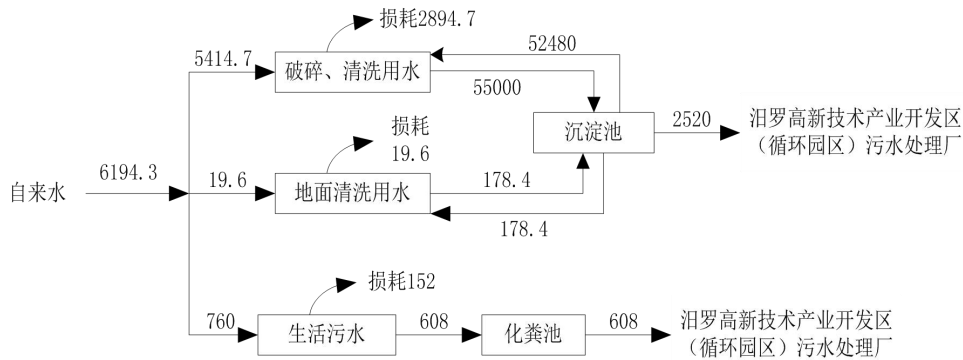 损耗2894.7
5414.7
破碎、清洗用水
52480
55000
沉淀池
2520
汨罗高新技术产业开发区
（循环园区）污水处理厂
损耗
19.6
自来水
6194.3
19.6
地面清洗用水
178.4
178.4
损耗152
760
生活污水
608
化粪池
608
汨罗高新技术产业开发区
（循环园区）污水处理厂